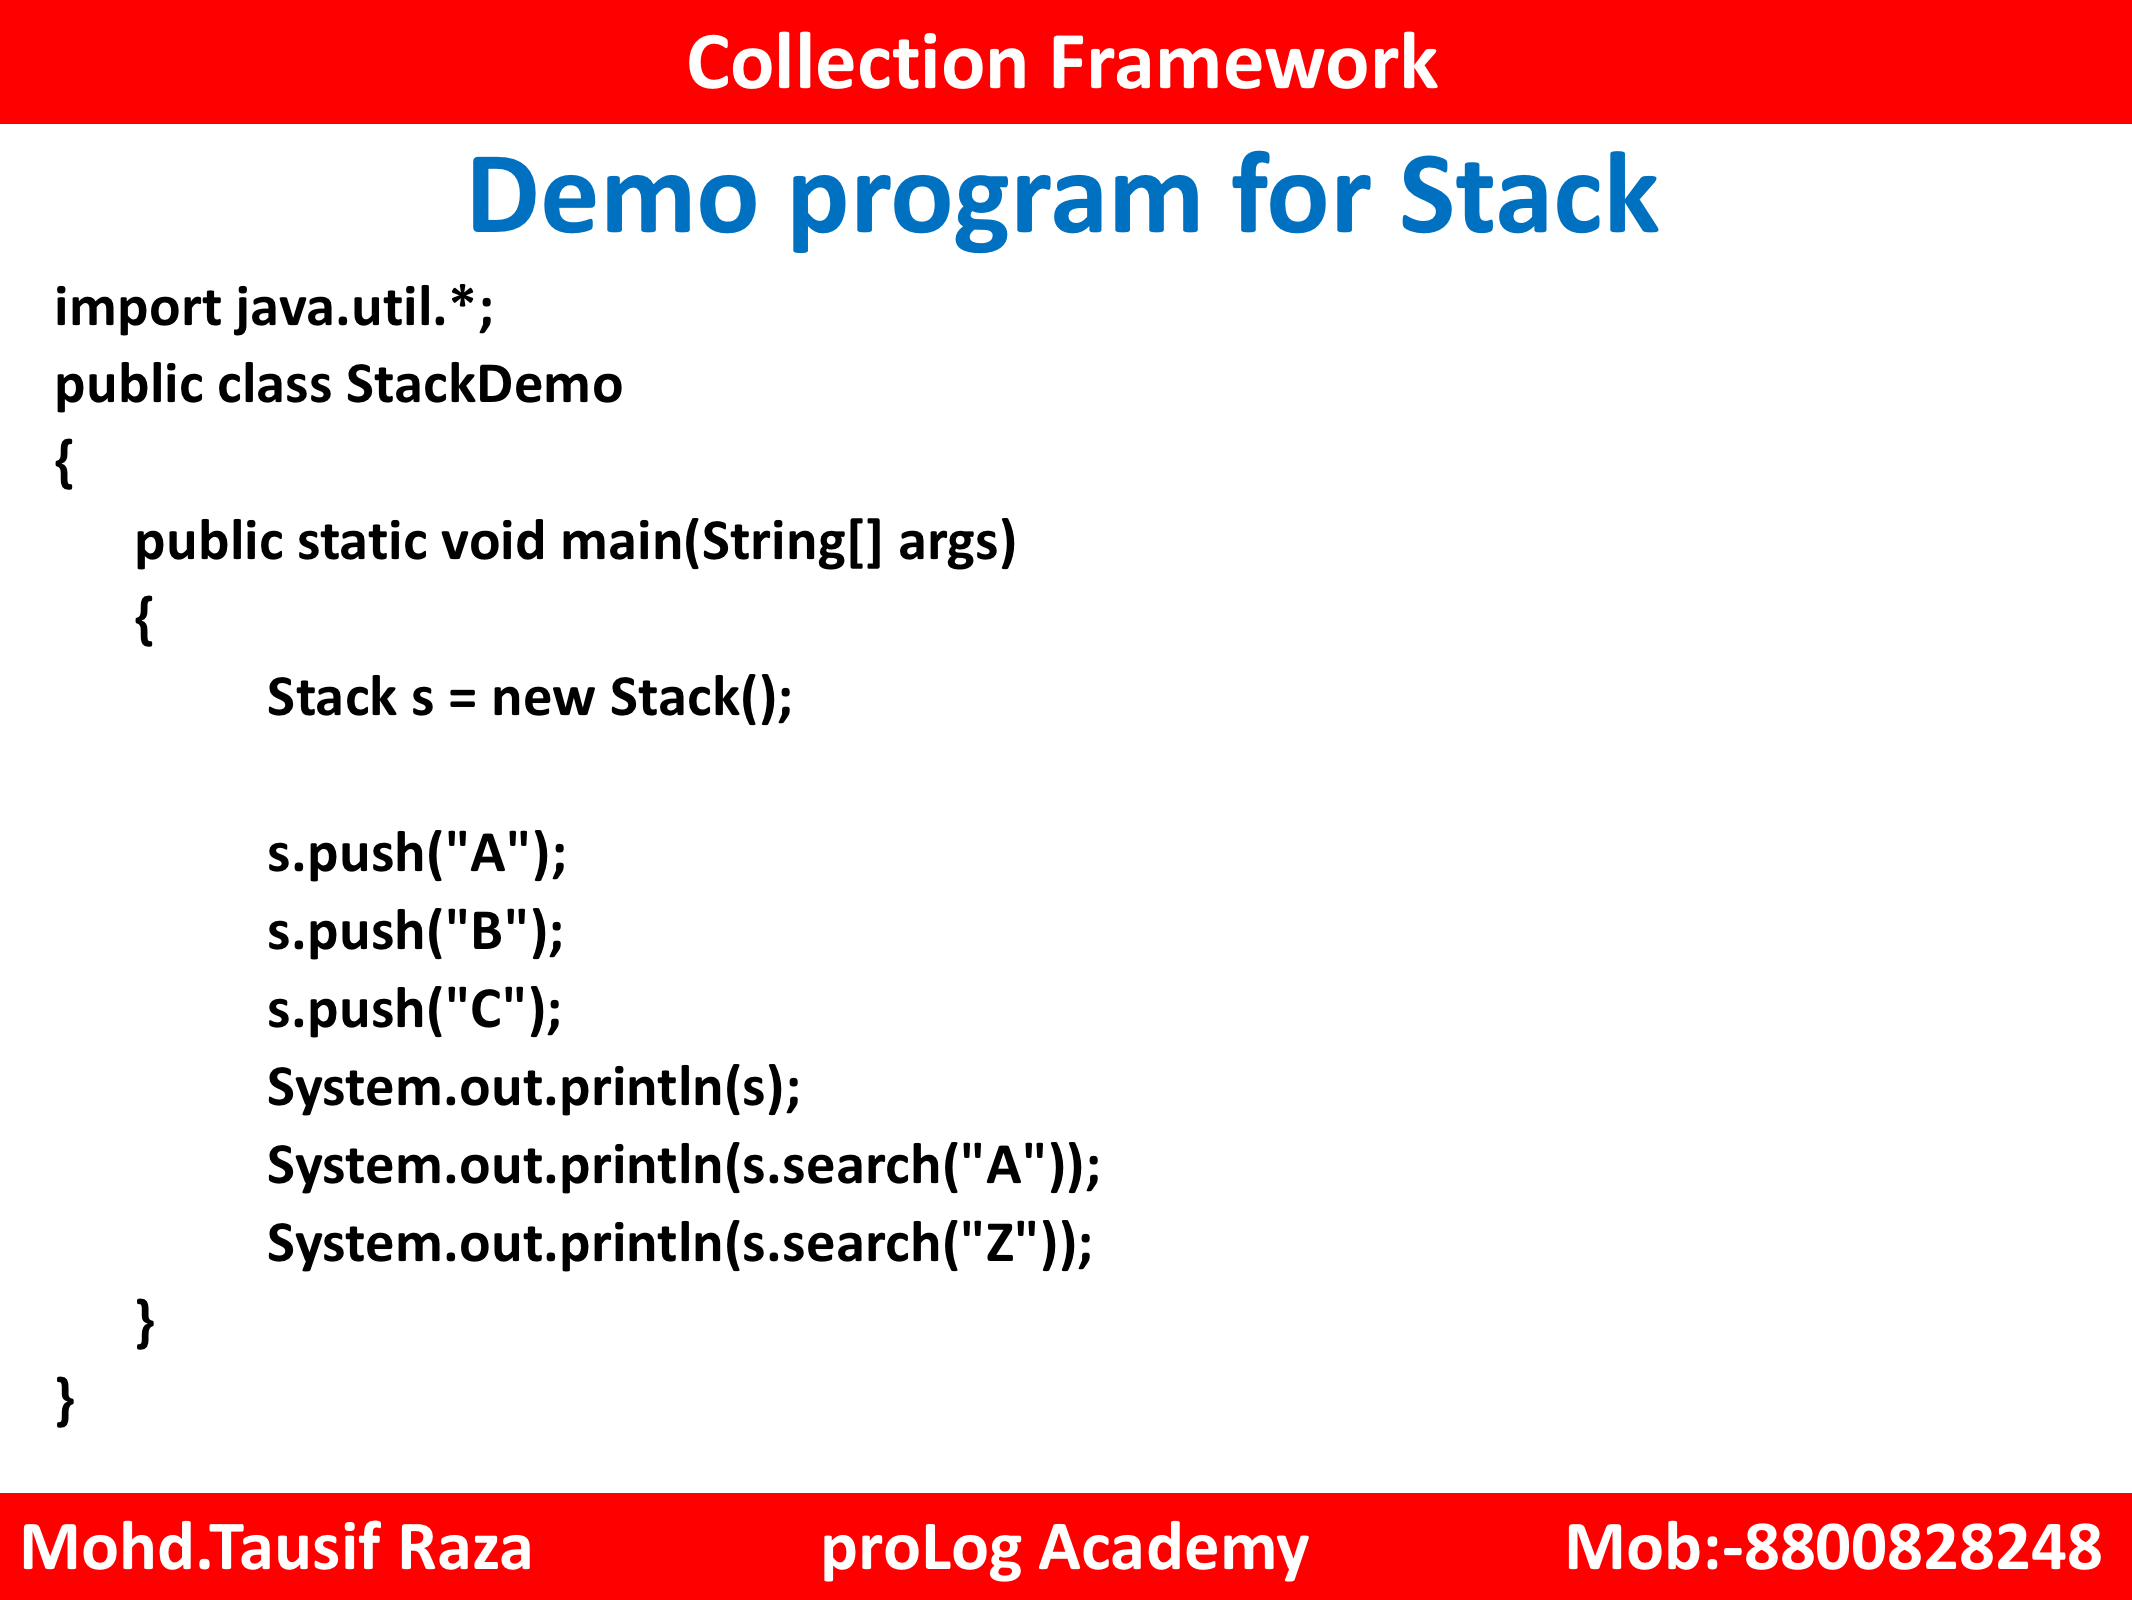 Collection Framework
Demo program for Stack
import java.util.*;
public class StackDemo
{
public static void main(String[] args)
{
Stack s = new Stack();
s.push("A");
s.push("B");
s.push("C");
System.out.println(s);
System.out.println(s.search("A"));
System.out.println(s.search("Z"));
}
}
Mohd.Tausif Raza proLog Academy Mob:-8800828248